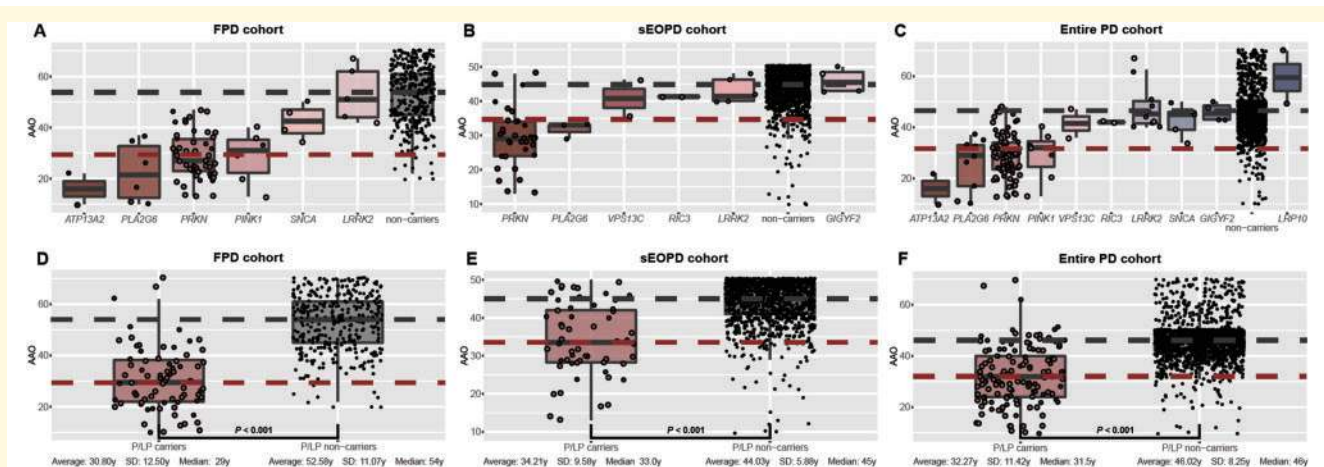 A FPD cohort
AAO
60
40
20
ATP13A2 PLA2G6 PRKN PINK1 SNCA LRRK2 non-carriers
B sEOPD cohort
AAO
50
40
30
20
10
PRKN PLA2G6 VPS13C RIC3 LRRK2 non-carriers GIGYF2
C Entire PD cohort
AAO
60
40
20
ATP13A2 PLA2G6 PRKN PINK1 VPS13C RIC3 LRRK2 SNCA GIGYF2 non-carriers LRP10
D FPD cohort
AAO
60
40
20
P < 0.001
P/LP carriers P/LP non-carriers
Average: 30.80y SD: 12.50y Median: 29y Average: 52.58y SD: 11.07y Median: 54y
E sEOPD cohort
AAO
50
40
30
20
10
P < 0.001
P/LP carriers P/LP non-carriers
Average: 34.21y SD: 9.58y Median 33.0y Average: 44.03y SD: 5.88y Median: 45y
F Entire PD cohort
AAO
60
40
20
P < 0.001
P/LP carriers P/LP non-carriers
Average: 32.27y SD: 11.42y Median: 31.5y Average: 46.02y SD: 8.25y Median: 46y